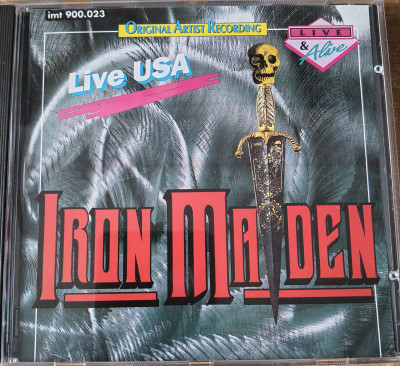 imt 900.023
ORIGINAL ARTIST RECORDING
LIVE
& Alive
Live USA
IRON MAIDEN